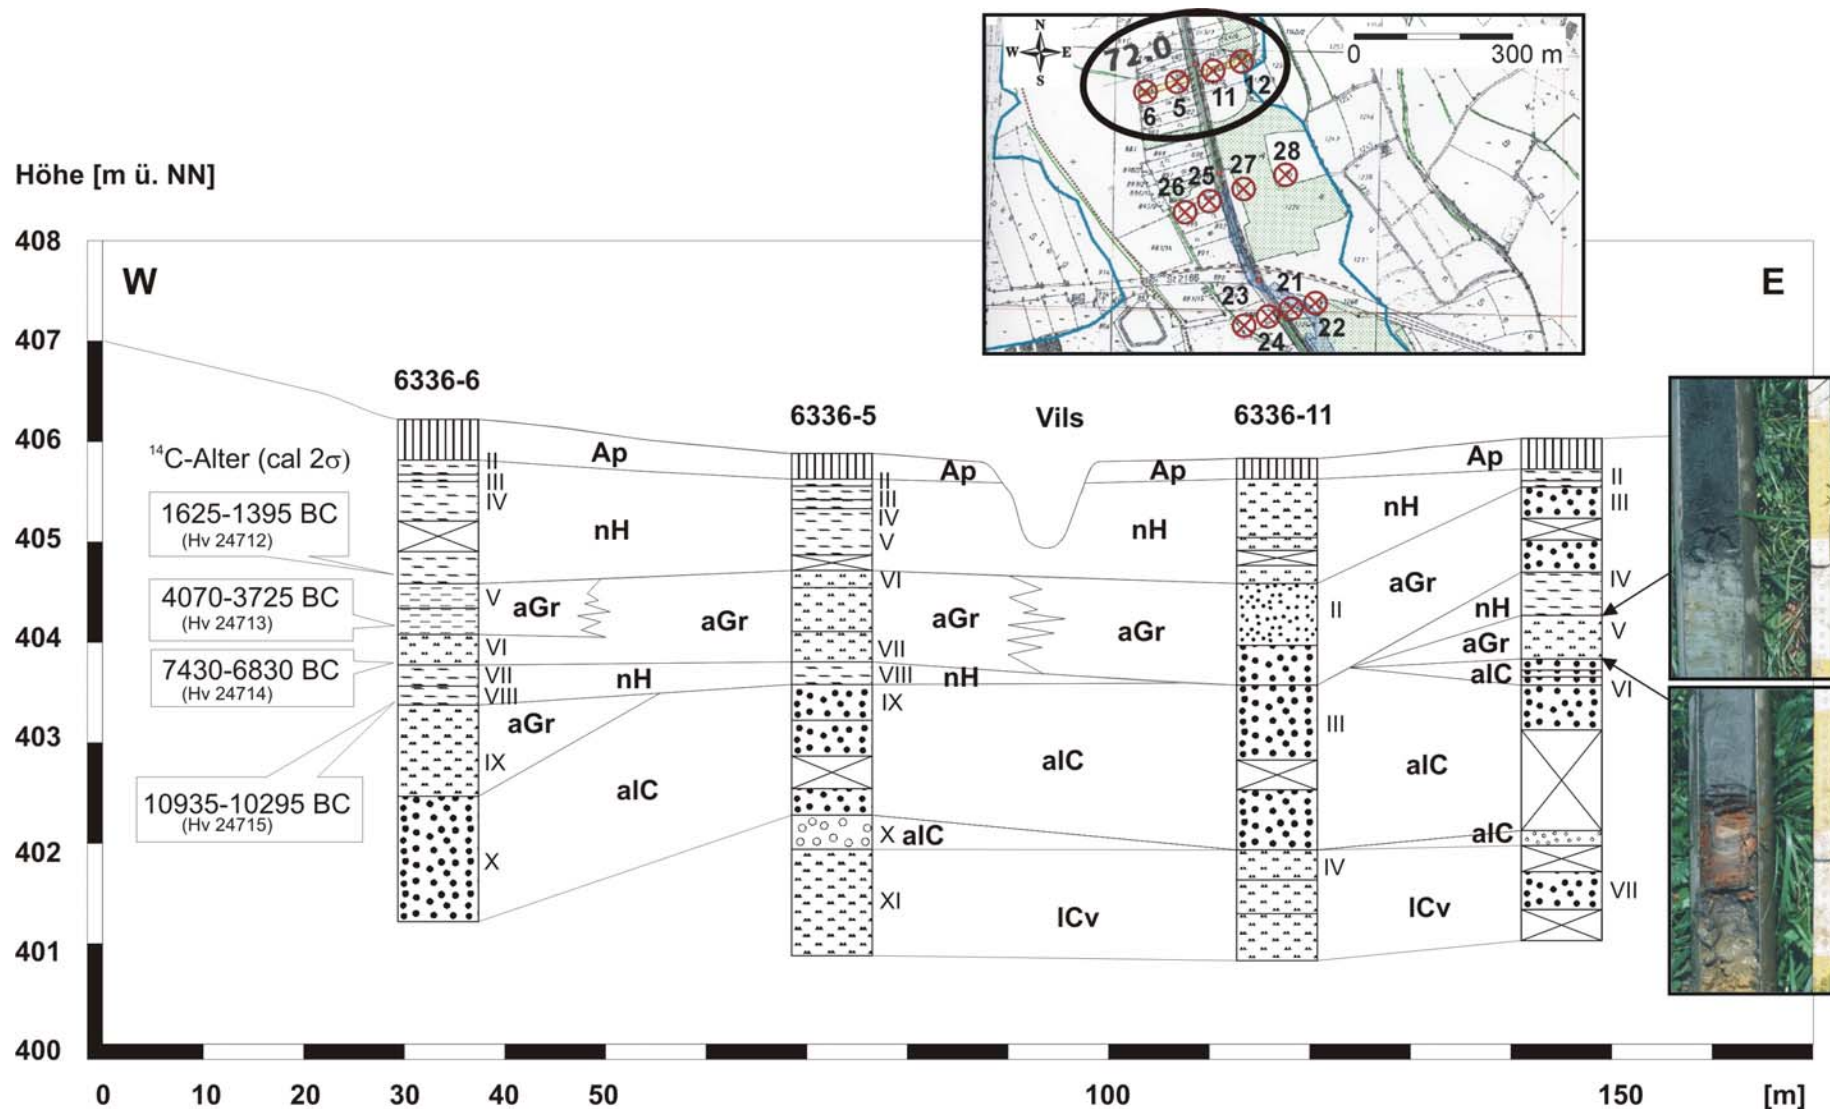 N
W E
S
72.0
0 300 m
6 5 11 12
26 25 27 28
St 2166
23 21
24 22
Höhe [m ü. NN]
408
407
406
405
404
403
402
401
400
W
E
6336-6
6336-5
Vils
6336-11
¹⁴C-Alter (cal 2σ)
1625-1395 BC
(Hv 24712)
4070-3725 BC
(Hv 24713)
7430-6830 BC
(Hv 24714)
10935-10295 BC
(Hv 24715)
II
III
IV
V
VI
VII
VIII
IX
X
Ap
nH
aGr
aGr
nH
aGr
alC
II
III
IV
V
VI
VII
VIII
IX
X alC
XI
Ap
Ap
nH
aGr
aGr
nH
alC
lCv
II
III
IV
Ap
nH
aGr
nH
aGr
alC
alC
alC
lCv
II
III
IV
V
VI
VII
0 10 20 30 40 50 100 150 [m]